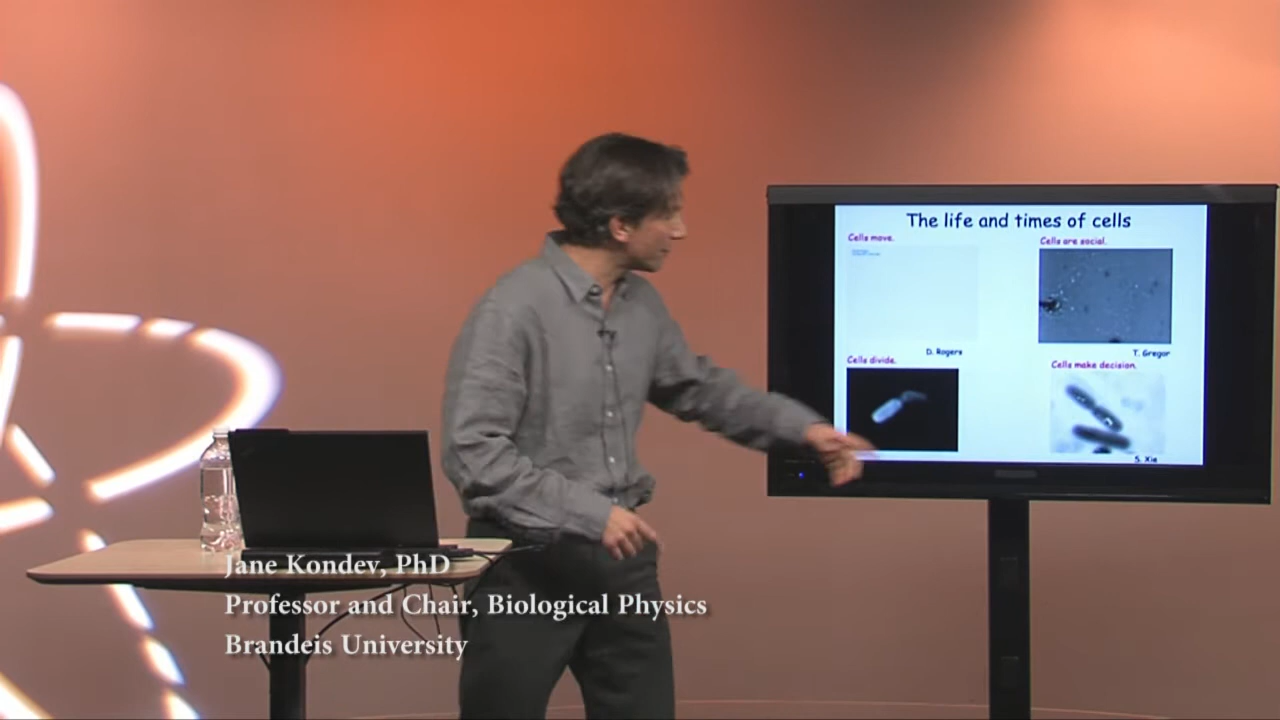 The life and times of cells
Cells move.
Cells are social.
D. Rogers
T. Gregor
Cells divide.
Cells make decision.
S. Xie
Jane Kondev, PhD
Professor and Chair, Biological Physics
Brandeis University